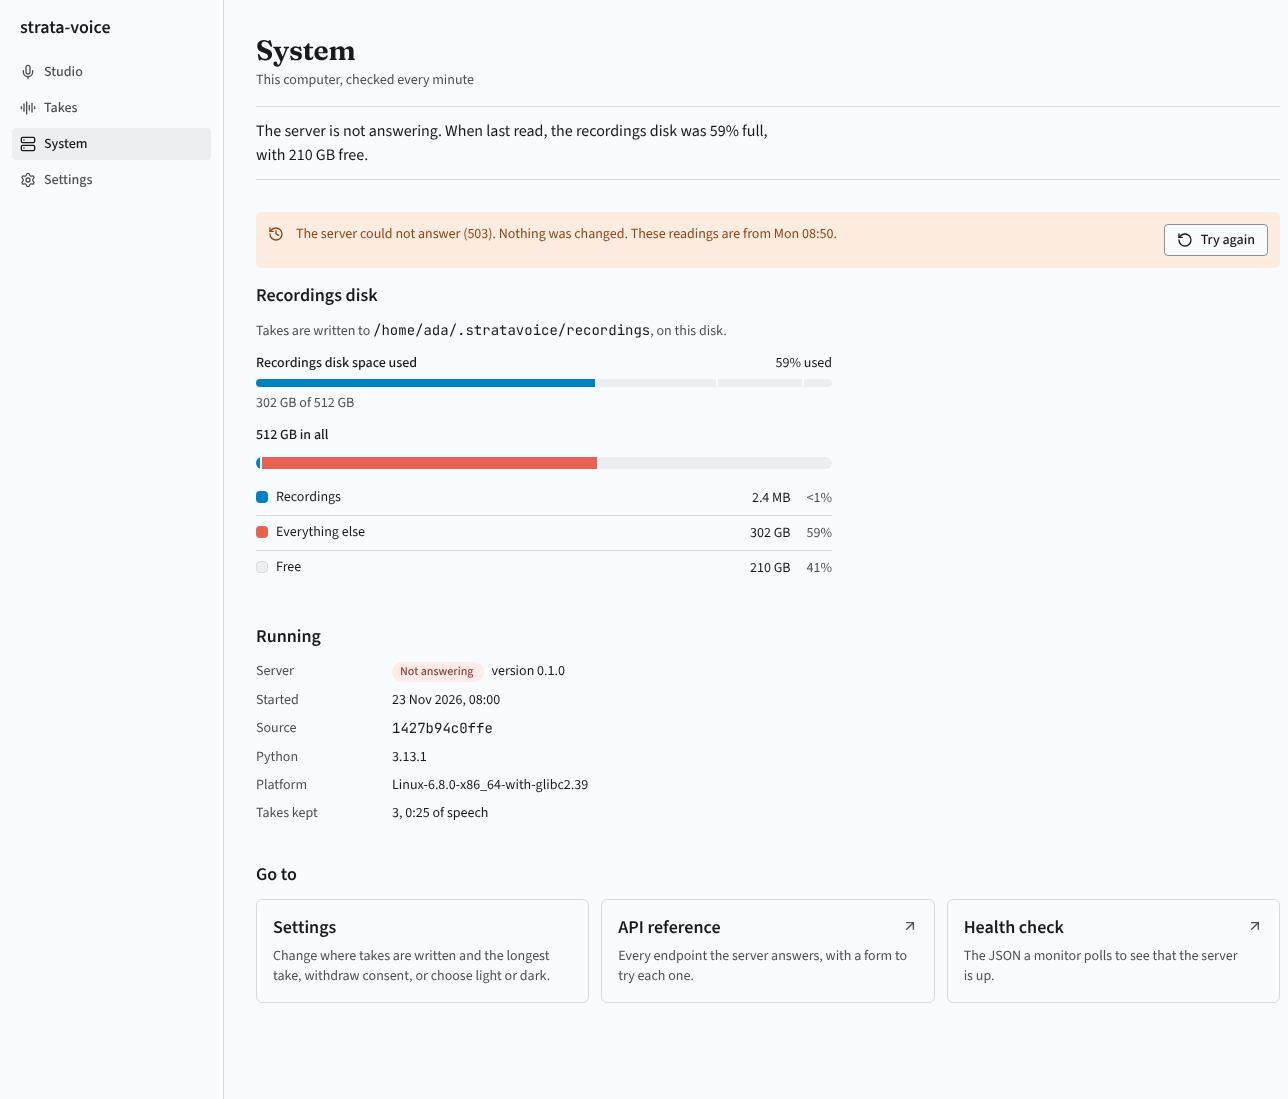 strata-voice
Studio
Takes
System
Settings
System
This computer, checked every minute
The server is not answering. When last read, the recordings disk was 59% full,
with 210 GB free.
The server could not answer (503). Nothing was changed. These readings are from Mon 08:50.
Try again
Recordings disk
Takes are written to /home/ada/.stratavoice/recordings, on this disk.
Recordings disk space used 59% used
302 GB of 512 GB
512 GB in all
Recordings 2.4 MB <1%
Everything else 302 GB 59%
Free 210 GB 41%
Running
Server Not answering version 0.1.0
Started 23 Nov 2026, 08:00
Source 1427b94c0ffe
Python 3.13.1
Platform Linux-6.8.0-x86_64-with-glibc2.39
Takes kept 3, 0:25 of speech
Go to
Settings
Change where takes are written and the longest
take, withdraw consent, or choose light or dark.
API reference
Every endpoint the server answers, with a form to
try each one.
Health check
The JSON a monitor polls to see that the server
is up.